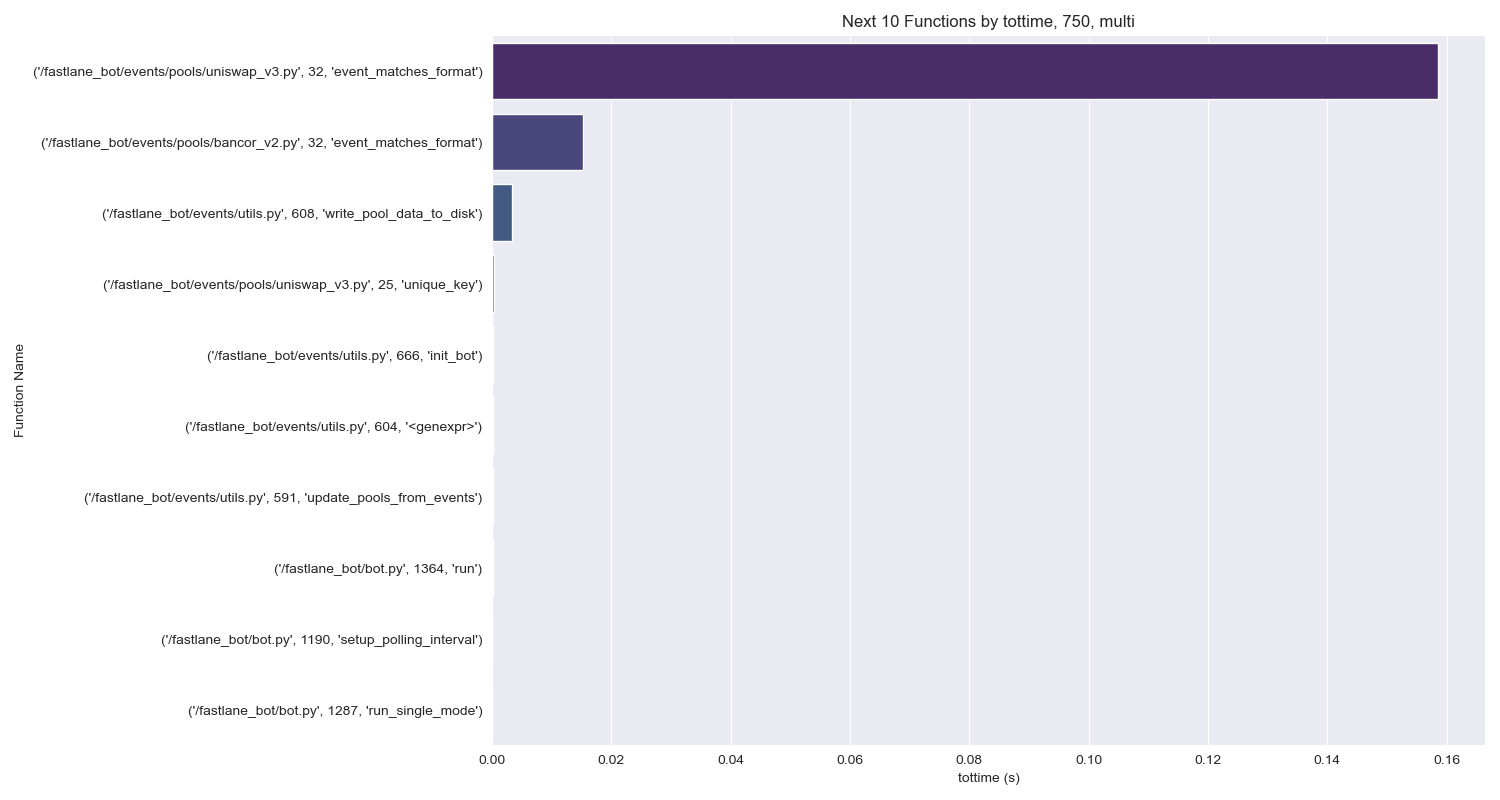 Next 10 Functions by tottime, 750, multi
('/fastlane_bot/events/pools/uniswap_v3.py', 32, 'event_matches_format')
('/fastlane_bot/events/pools/bancor_v2.py', 32, 'event_matches_format')
('/fastlane_bot/events/utils.py', 608, 'write_pool_data_to_disk')
('/fastlane_bot/events/pools/uniswap_v3.py', 25, 'unique_key')
('/fastlane_bot/events/utils.py', 666, 'init_bot')
('/fastlane_bot/events/utils.py', 604, '<genexpr>')
('/fastlane_bot/events/utils.py', 591, 'update_pools_from_events')
('/fastlane_bot/bot.py', 1364, 'run')
('/fastlane_bot/bot.py', 1190, 'setup_polling_interval')
('/fastlane_bot/bot.py', 1287, 'run_single_mode')
Function Name
0.00 0.02 0.04 0.06 0.08 0.10 0.12 0.14 0.16
tottime (s)